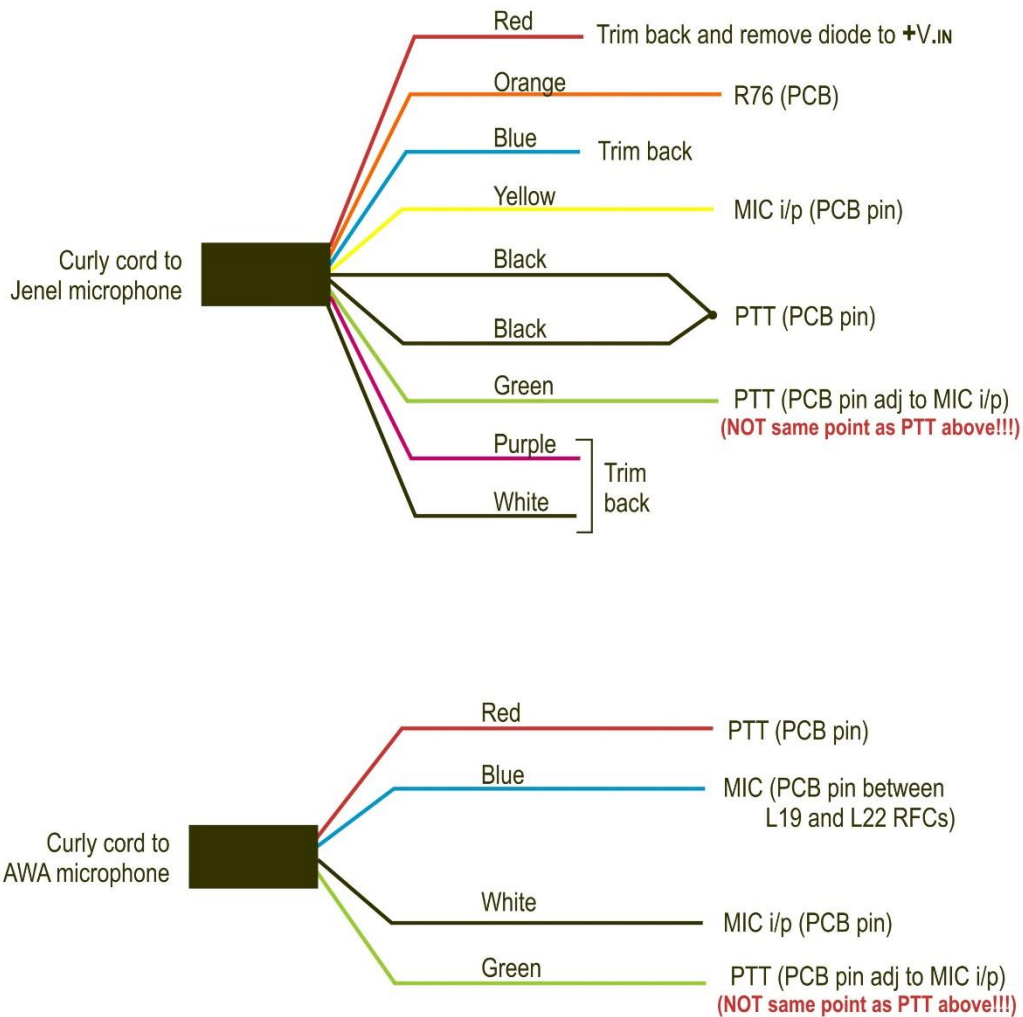 Red
Trim back and remove diode to +V.IN
Orange
R76 (PCB)
Blue
Trim back
Yellow
MIC i/p (PCB pin)
Curly cord to
Jenel microphone
Black
Black
PTT (PCB pin)
Green
PTT (PCB pin adj to MIC i/p)
(NOT same point as PTT above!!!)
Purple
White
Trim
back
Red
PTT (PCB pin)
Blue
MIC (PCB pin between
L19 and L22 RFCs)
Curly cord to
AWA microphone
White
MIC i/p (PCB pin)
Green
PTT (PCB pin adj to MIC i/p)
(NOT same point as PTT above!!!)